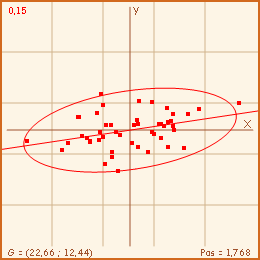 0,15
Y
X
G = (22,66 ; 12,44)
Pas = 1,768